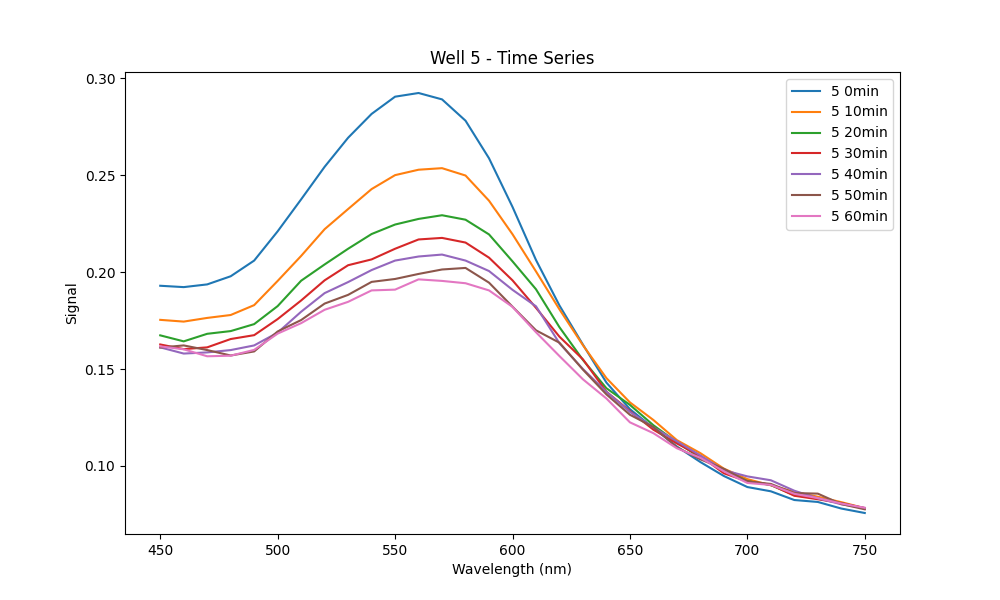 Well 5 - Time Series
0.30
0.25
0.20
0.15
0.10
Signal
450 500 550 600 650 700 750
Wavelength (nm)
5 0min
5 10min
5 20min
5 30min
5 40min
5 50min
5 60min